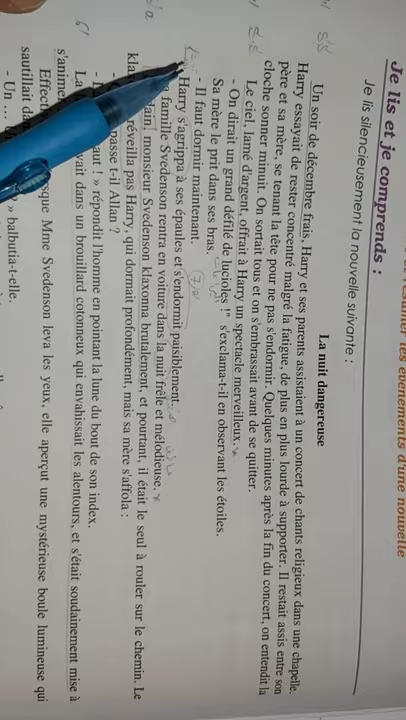 résumer les événements d'une nouvelle
Je lis et je comprends :
Je lis silencieusement la nouvelle suivante :
La nuit dangereuse
Un soir de décembre frais, Harry et ses parents assistaient à un concert de chants religieux dans une chapelle.
Harry essayait de rester concentré malgré la fatigue, de plus en plus lourde à supporter. Il restait assis entre son
père et sa mère, se tenant la tête pour ne pas s'endormir. Quelques minutes après la fin du concert, on entendit la
cloche sonner minuit. On sortait tous et on s'embrassait avant de se quitter.
Le ciel, lamé d'argent, offrait à Harry un spectacle merveilleux.
- On dirait un grand défilé de lucioles !" s'exclama-t-il en observant les étoiles.
Sa mère le prit dans ses bras.
- Il faut dormir maintenant.
Harry s'agrippa à ses épaules et s'endormit paisiblement.
famille Svedenson rentra en voiture dans la nuit frêle et mélodieuse.
monsieur Svedenson klaxonna brutalement, et pourtant, il était le seul à rouler sur le chemin. Le
réveilla pas Harry, qui dormait profondément, mais sa mère s'affola :
passe t-il Allan ?
haut ! » répondit l'homme en pointant la lune du bout de son index.
dans un brouillard cotonneux qui envahissait les alentours, et s'était soudainement mise à
s'anime
Mme Svedenson leva les yeux, elle aperçut une mystérieuse boule lumineuse qui
sautillait
- Un ... ? » balbutia-t-elle.